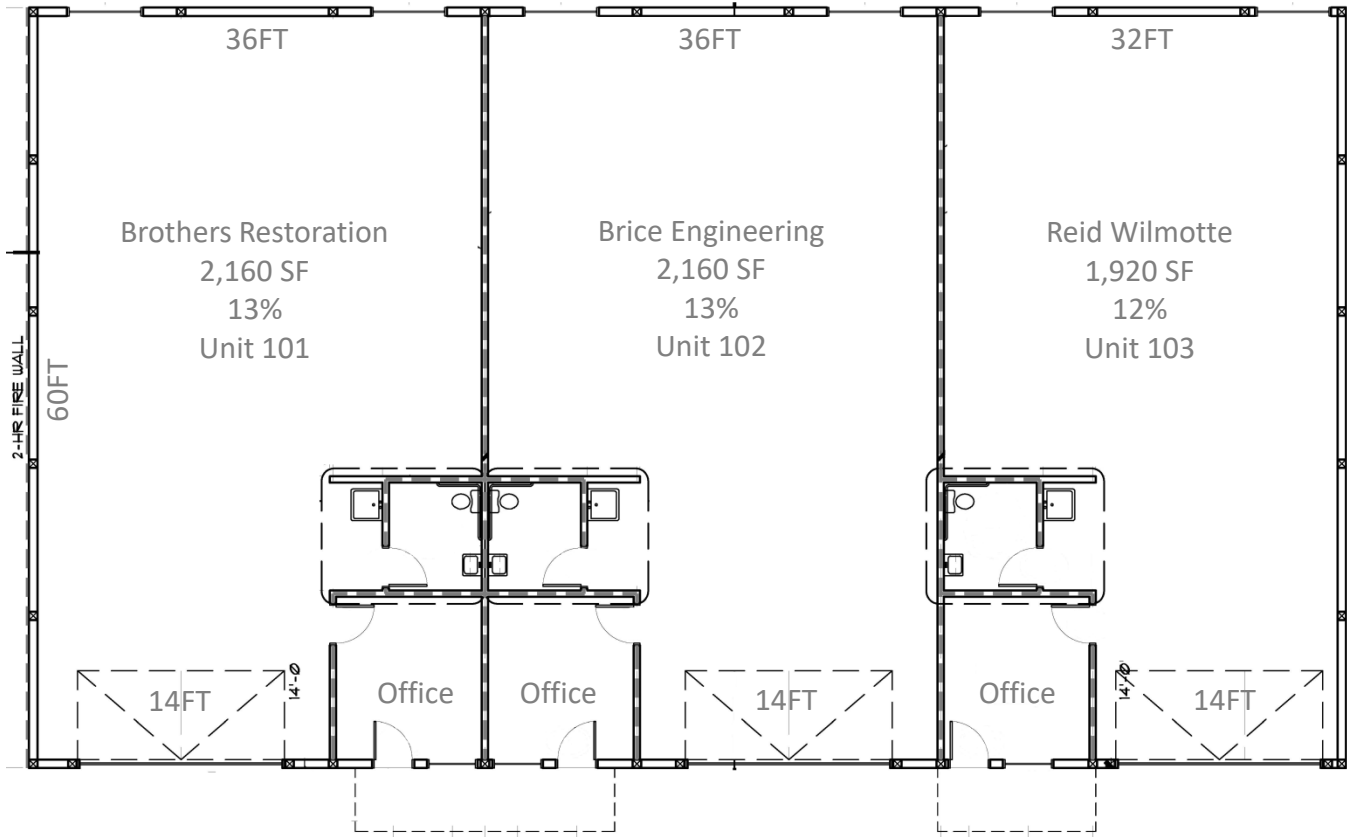 36FT
36FT
32FT
Brothers Restoration
2,160 SF
13%
Unit 101
Brice Engineering
2,160 SF
13%
Unit 102
Reid Wilmotte
1,920 SF
12%
Unit 103
2-HR FIRE WALL
60FT
14FT
14'-0
Office
Office
14FT
Office
14'-0
14FT